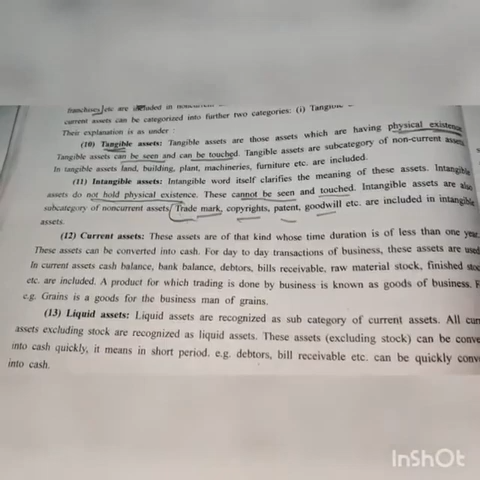 franchises etc are included in
current assets can be categorized into further two categories: (i)
Their explanation is as under :
(10) Tangible assets: Tangible assets are those assets which are having physical existence
Tangible assets can be seen and can be touched. Tangible assets are subcategory of non-current assets
In tangible assets land, building, plant, machineries, furniture etc. are included.
(11) Intangible assets: Intangible word itself clarifies the meaning of these assets. Intangible
assets do not hold physical existence. These cannot be seen and touched. Intangible assets are also
subcategory of noncurrent assets. Trade mark, copyrights, patent, goodwill etc. are included in intangible
assets.
(12) Current assets: These assets are of that kind whose time duration is of less than one year
These assets can be converted into cash. For day to day transactions of business, these assets are used
In current assets cash balance, bank balance, debtors, bills receivable, raw material stock, finished
etc. are included. A product for which trading is done by business is known as goods of business.
e.g. Grains is a goods for the business man of grains.
(13) Liquid assets: Liquid assets are recognized as sub category of current assets. All
assets excluding stock are recognized as liquid assets. These assets (excluding stock) can be
into cash quickly, it means in short period. e.g. debtors, bill receivable etc. can be quickly
into cash.
InShOt